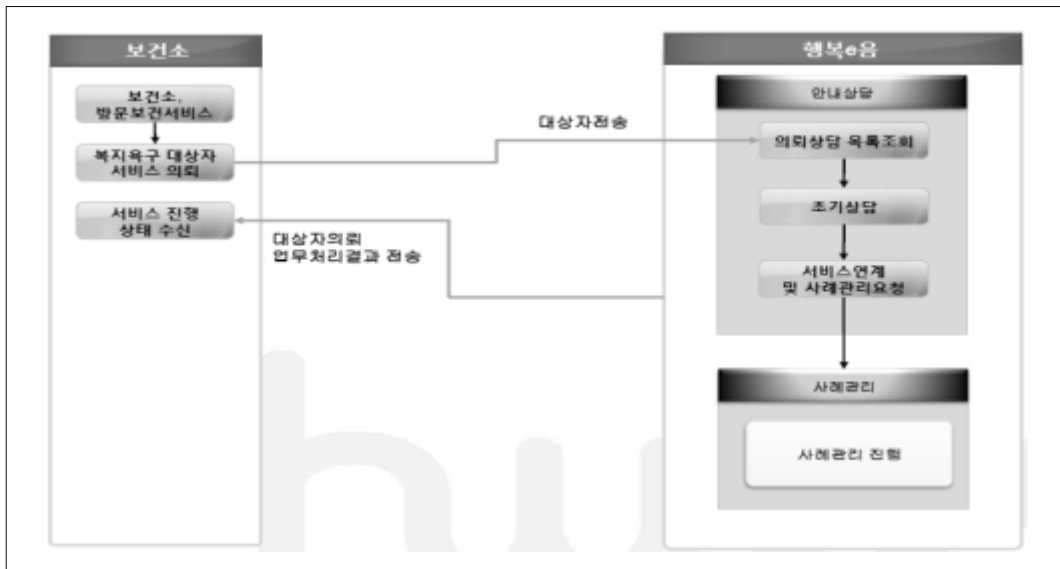 보건소
보건소,
방문보건서비스
복지욕구 대상자
서비스 의뢰
서비스 진행
상태 수신
대상자전송
대상자의뢰
업무처리결과 전송
행복e음
안내상담
의뢰상담 목록조회
초기상담
서비스연계
및 사례관리요청
사례관리
사례관리 진행